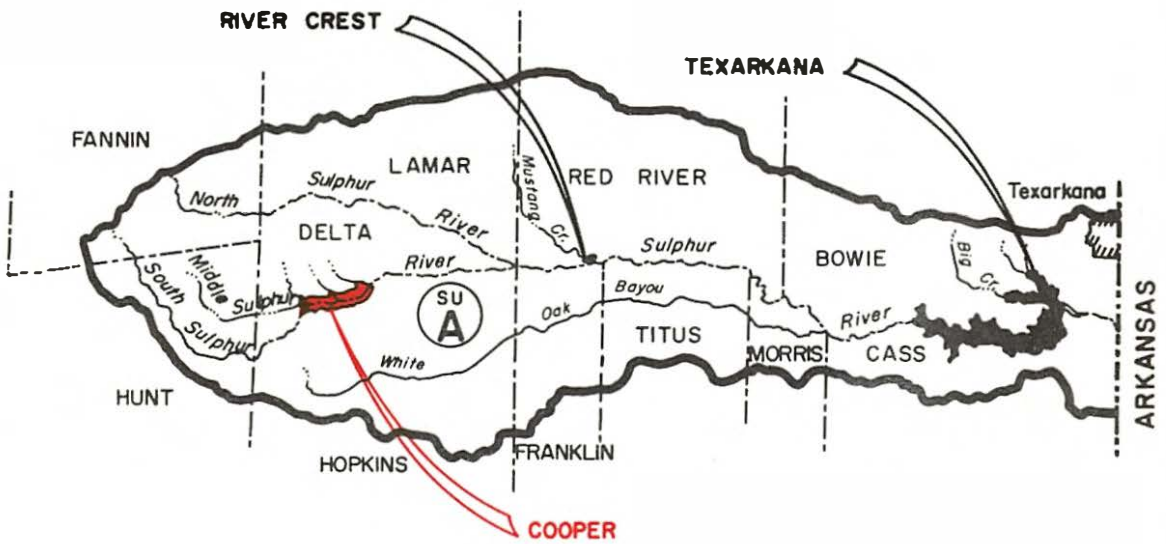 RIVER CREST
TEXARKANA
FANNIN
LAMAR
Mustang Cr.
RED RIVER
Texarkana
North Sulphur River
DELTA
Sulphur River
BOWIE
Big Cr.
South Sulphur
Middle Sulphur
River
SU
A
White Oak Bayou
TITUS
MORRIS
CASS
HUNT
HOPKINS
FRANKLIN
ARKANSAS
COOPER